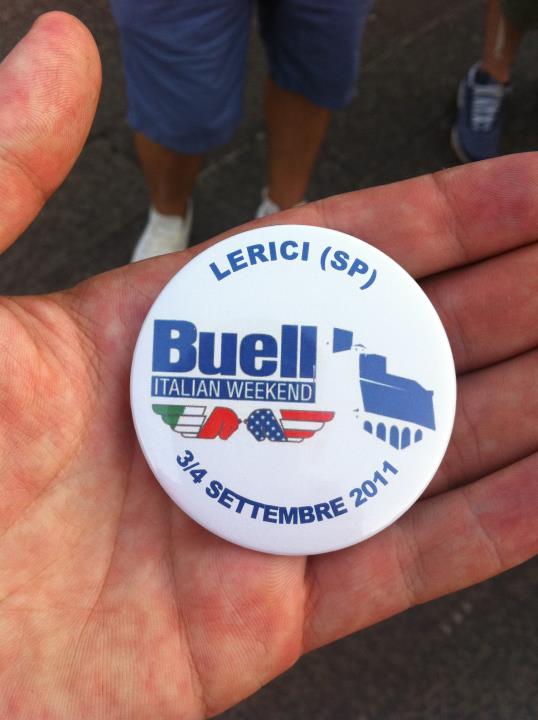 LERICI (SP)
Buell
ITALIAN WEEKEND
3/4 SETTEMBRE 2011